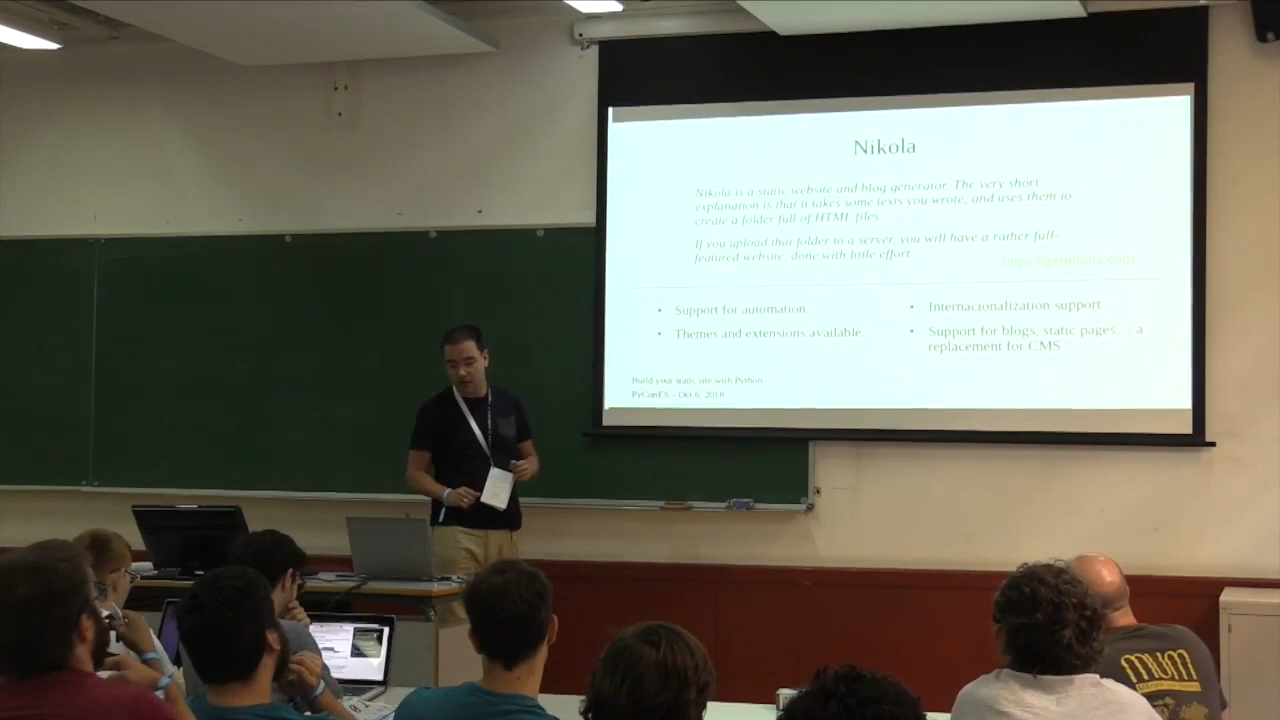 Nikola
Nikola is a static website and blog generator. The very short
explanation is that it takes some texts you wrote, and uses them to
create a folder full of HTML files
If you upload that folder to a server, you will have a rather full-
featured website, done with little effort
https://getnikola.com/
• Support for automation
• Themes and extensions available
• Internacionalization support
• Support for blogs, static pages… a
replacement for CMS
Build your static site with Python
PyConES – Oct 6, 2018
MUM